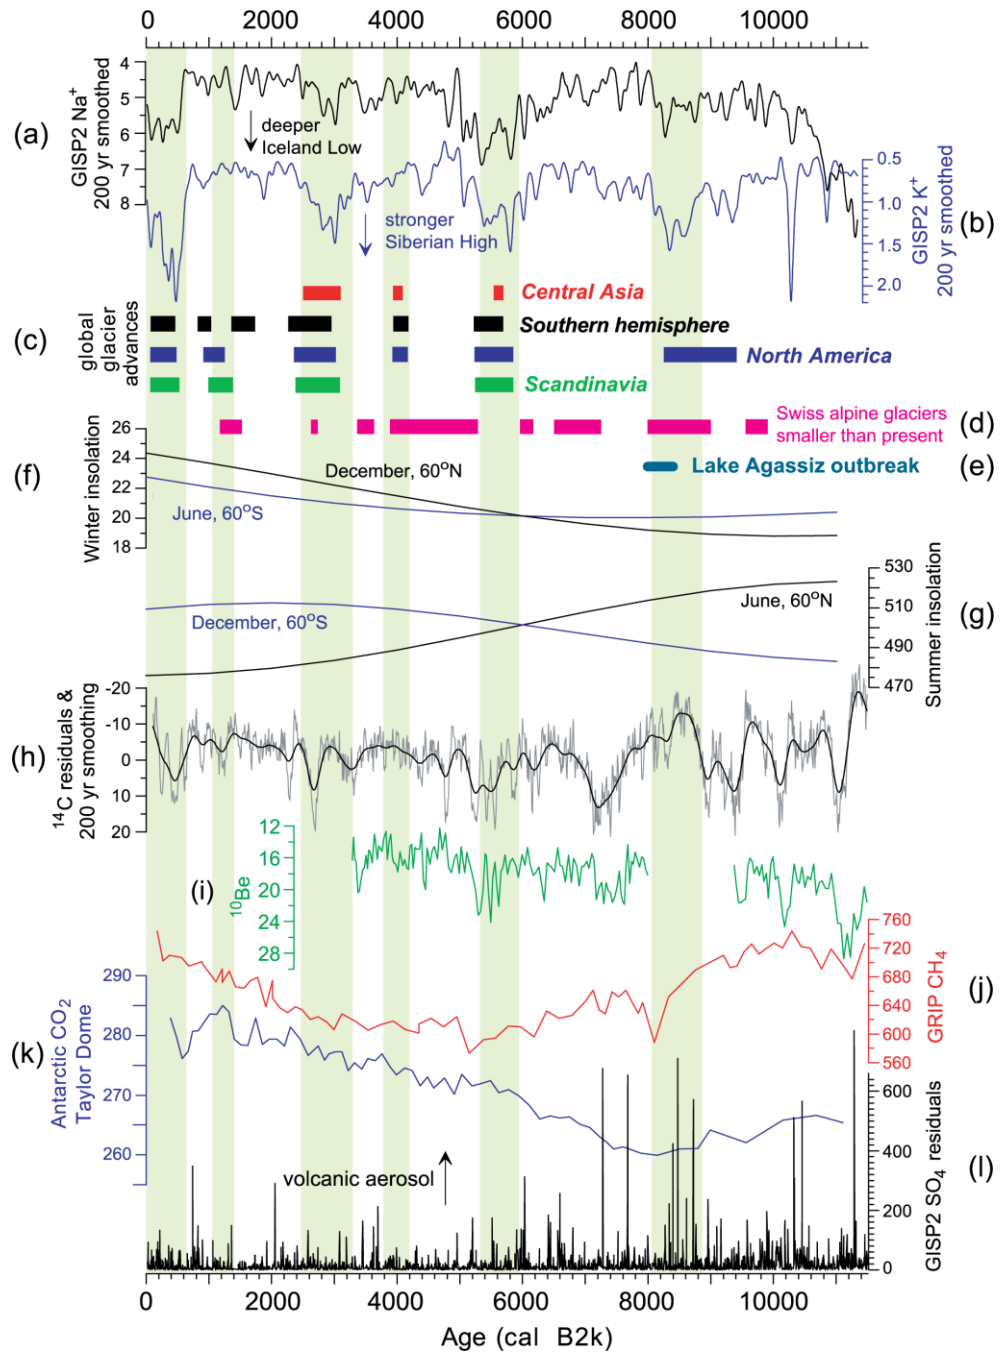 0 2000 4000 6000 8000 10000
(a)
GISP2 Na+
200 yr smoothed
4
5
6
7
8
deeper
Iceland Low
0.5
1.0
1.5
2.0
GISP2 K+
200 yr smoothed
(b)
stronger
Siberian High
(c)
global
glacier
advances
Central Asia
Southern hemisphere
North America
Scandinavia
Swiss alpine glaciers
smaller than present
(d)
Lake Agassiz outbreak
(e)
(f)
Winter insolation
26
24
22
20
18
December, 60°N
June, 60°S
530
510
490
470
Summer insolation
(g)
June, 60°N
December, 60°S
(h)
14C residuals &
200 yr smoothing
-20
-10
0
10
20
(i)
10Be
12
16
20
24
28
760
720
680
640
600
560
GRIP CH4
(j)
(k)
Antarctic CO2
Taylor Dome
290
280
270
260
volcanic aerosol
600
400
200
0
GISP2 SO4 residuals
(l)
0 2000 4000 6000 8000 10000
Age (cal B2k)